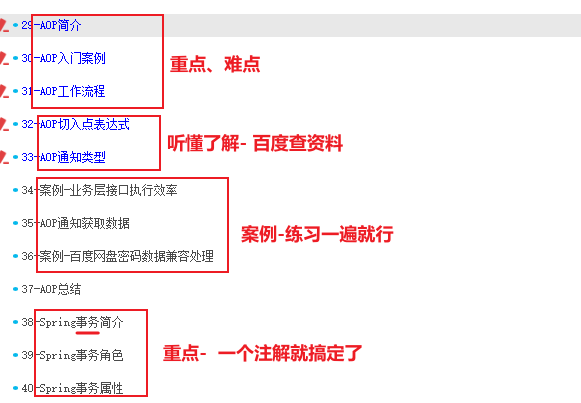 29-AOP简介
30-AOP入门案例
重点、难点
31-AOP工作流程
32-AOP切入点表达式
听懂了解- 百度查资料
33-AOP通知类型
34-案例-业务层接口执行效率
35-AOP通知获取数据
案例-练习一遍就行
36-案例-百度网盘密码数据兼容处理
37-AOP总结
38-Spring事务简介
39-Spring事务角色
重点- 一个注解就搞定了
40-Spring事务属性